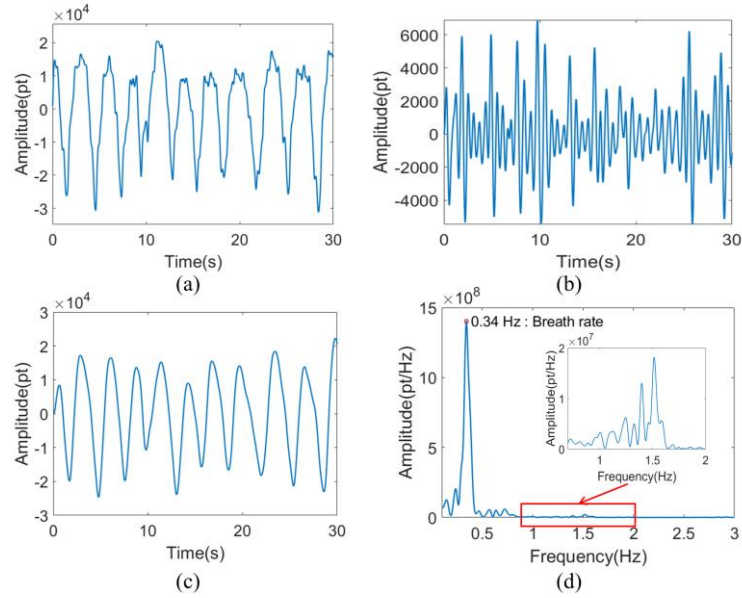 ×10⁴
3
2
1
0
-1
-2
-3
Amplitude(pt)
0 10 20 30
Time(s)
(a)
6000
4000
2000
0
-2000
-4000
Amplitude(pt)
0 10 20 30
Time(s)
(b)
×10⁴
3
2
1
0
-1
-2
-3
Amplitude(pt)
0 10 20 30
Time(s)
(c)
×10⁸
15
10
5
0
Amplitude(pt/Hz)
0.34 Hz : Breath rate
×10⁷
2
1
0
Amplitude(pt/Hz)
1 1.5 2
Frequency(Hz)
0.5 1 1.5 2 2.5 3
Frequency(Hz)
(d)